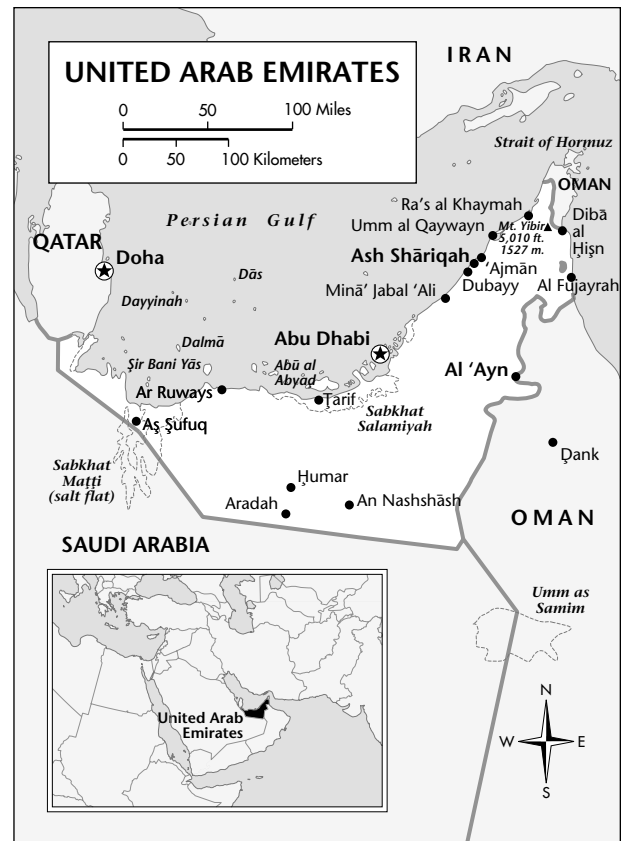 UNITED ARAB EMIRATES
0 50 100 Miles
0 50 100 Kilometers
IRAN
Strait of Hormuz
OMAN
Ra's al Khaymah
Umm al Qaywayn
Mt. Yibir
5,010 ft.
1527 m.
Dibā
al
Ḩişn
Persian Gulf
QATAR
Doha
Ash Shāriqah
'Ajmān
Dubayy
Al Fujayrah
Minā' Jabal 'Ali
Dās
Dayyinah
Dalmā
Abu Dhabi
Şir Bani Yās
Abū al
Abyaḑ
Al 'Ayn
Ar Ruways
Ţarif
Sabkhat
Salamiyah
Aş Şufuq
Ḑank
Sabkhat
Maţţi
(salt flat)
Ḩumar
Aradah
An Nashshāsh
OMAN
SAUDI ARABIA
Umm as
Samim
United Arab
Emirates
N
W E
S